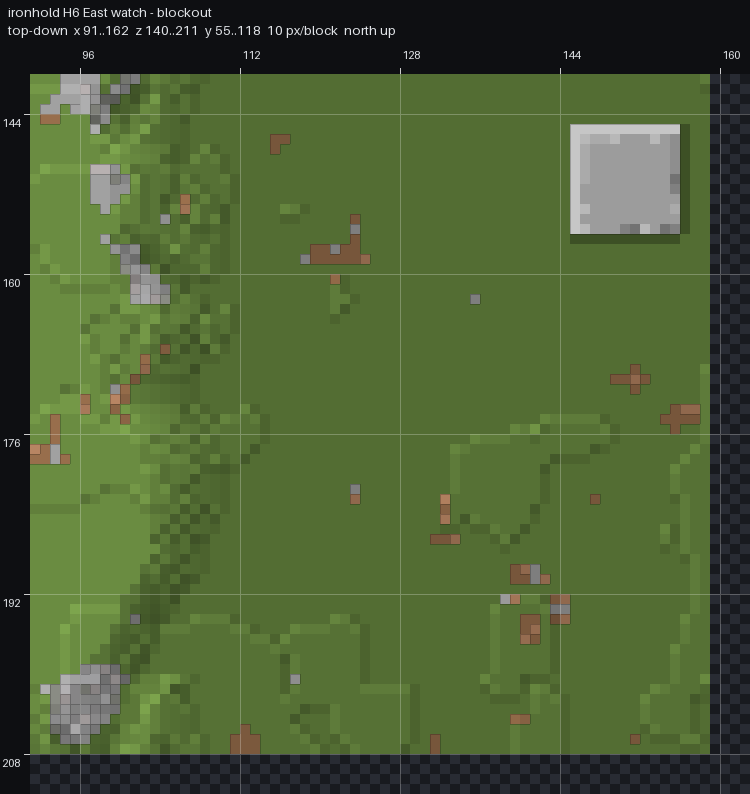 ironhold H6 East watch - blockout
top-down  x 91..162  z 140..211  y 55..118  10 px/block  north up
96 112 128 144 160
144
160
176
192
208